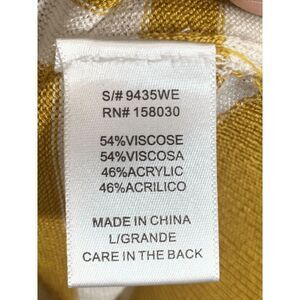 S/# 9435WE
RN# 158030
54%VISCOSE
54%VISCOSA
46%ACRYLIC
46%ACRILICO
MADE IN CHINA
L/GRANDE
CARE IN THE BACK